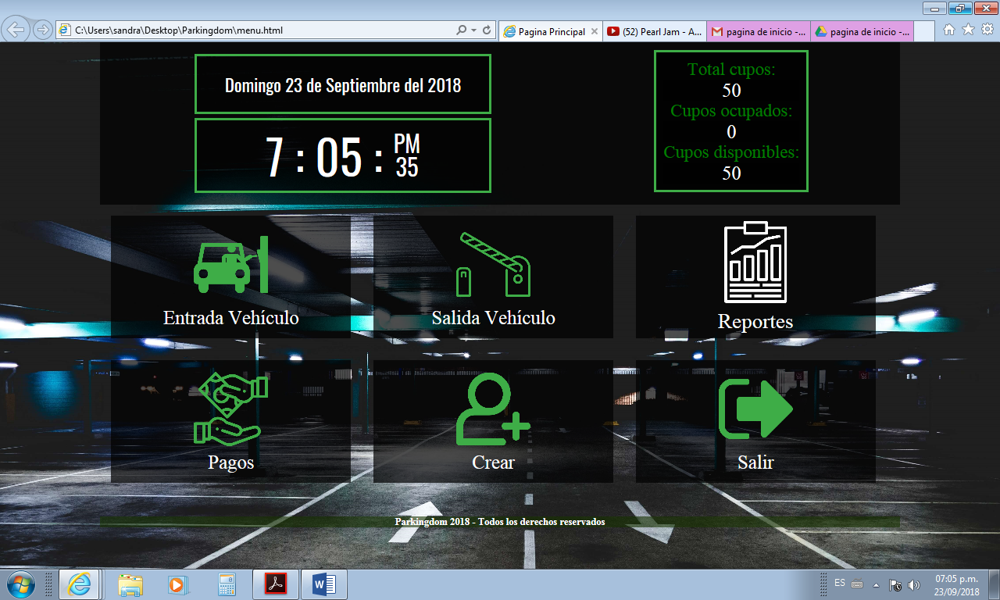 C:\Users\sandra\Desktop\Parkingdom\menu.html
Pagina Principal
(52) Pearl Jam - A...
pagina de inicio -...
pagina de inicio -...
Domingo 23 de Septiembre del 2018
7 : 05 : PM 35
Total cupos:
50
Cupos ocupados:
0
Cupos disponibles:
50
Entrada Vehículo
Salida Vehículo
Reportes
Pagos
Crear
Salir
Parkingdom 2018 - Todos los derechos reservados
ES
07:05 p.m.
23/09/2018